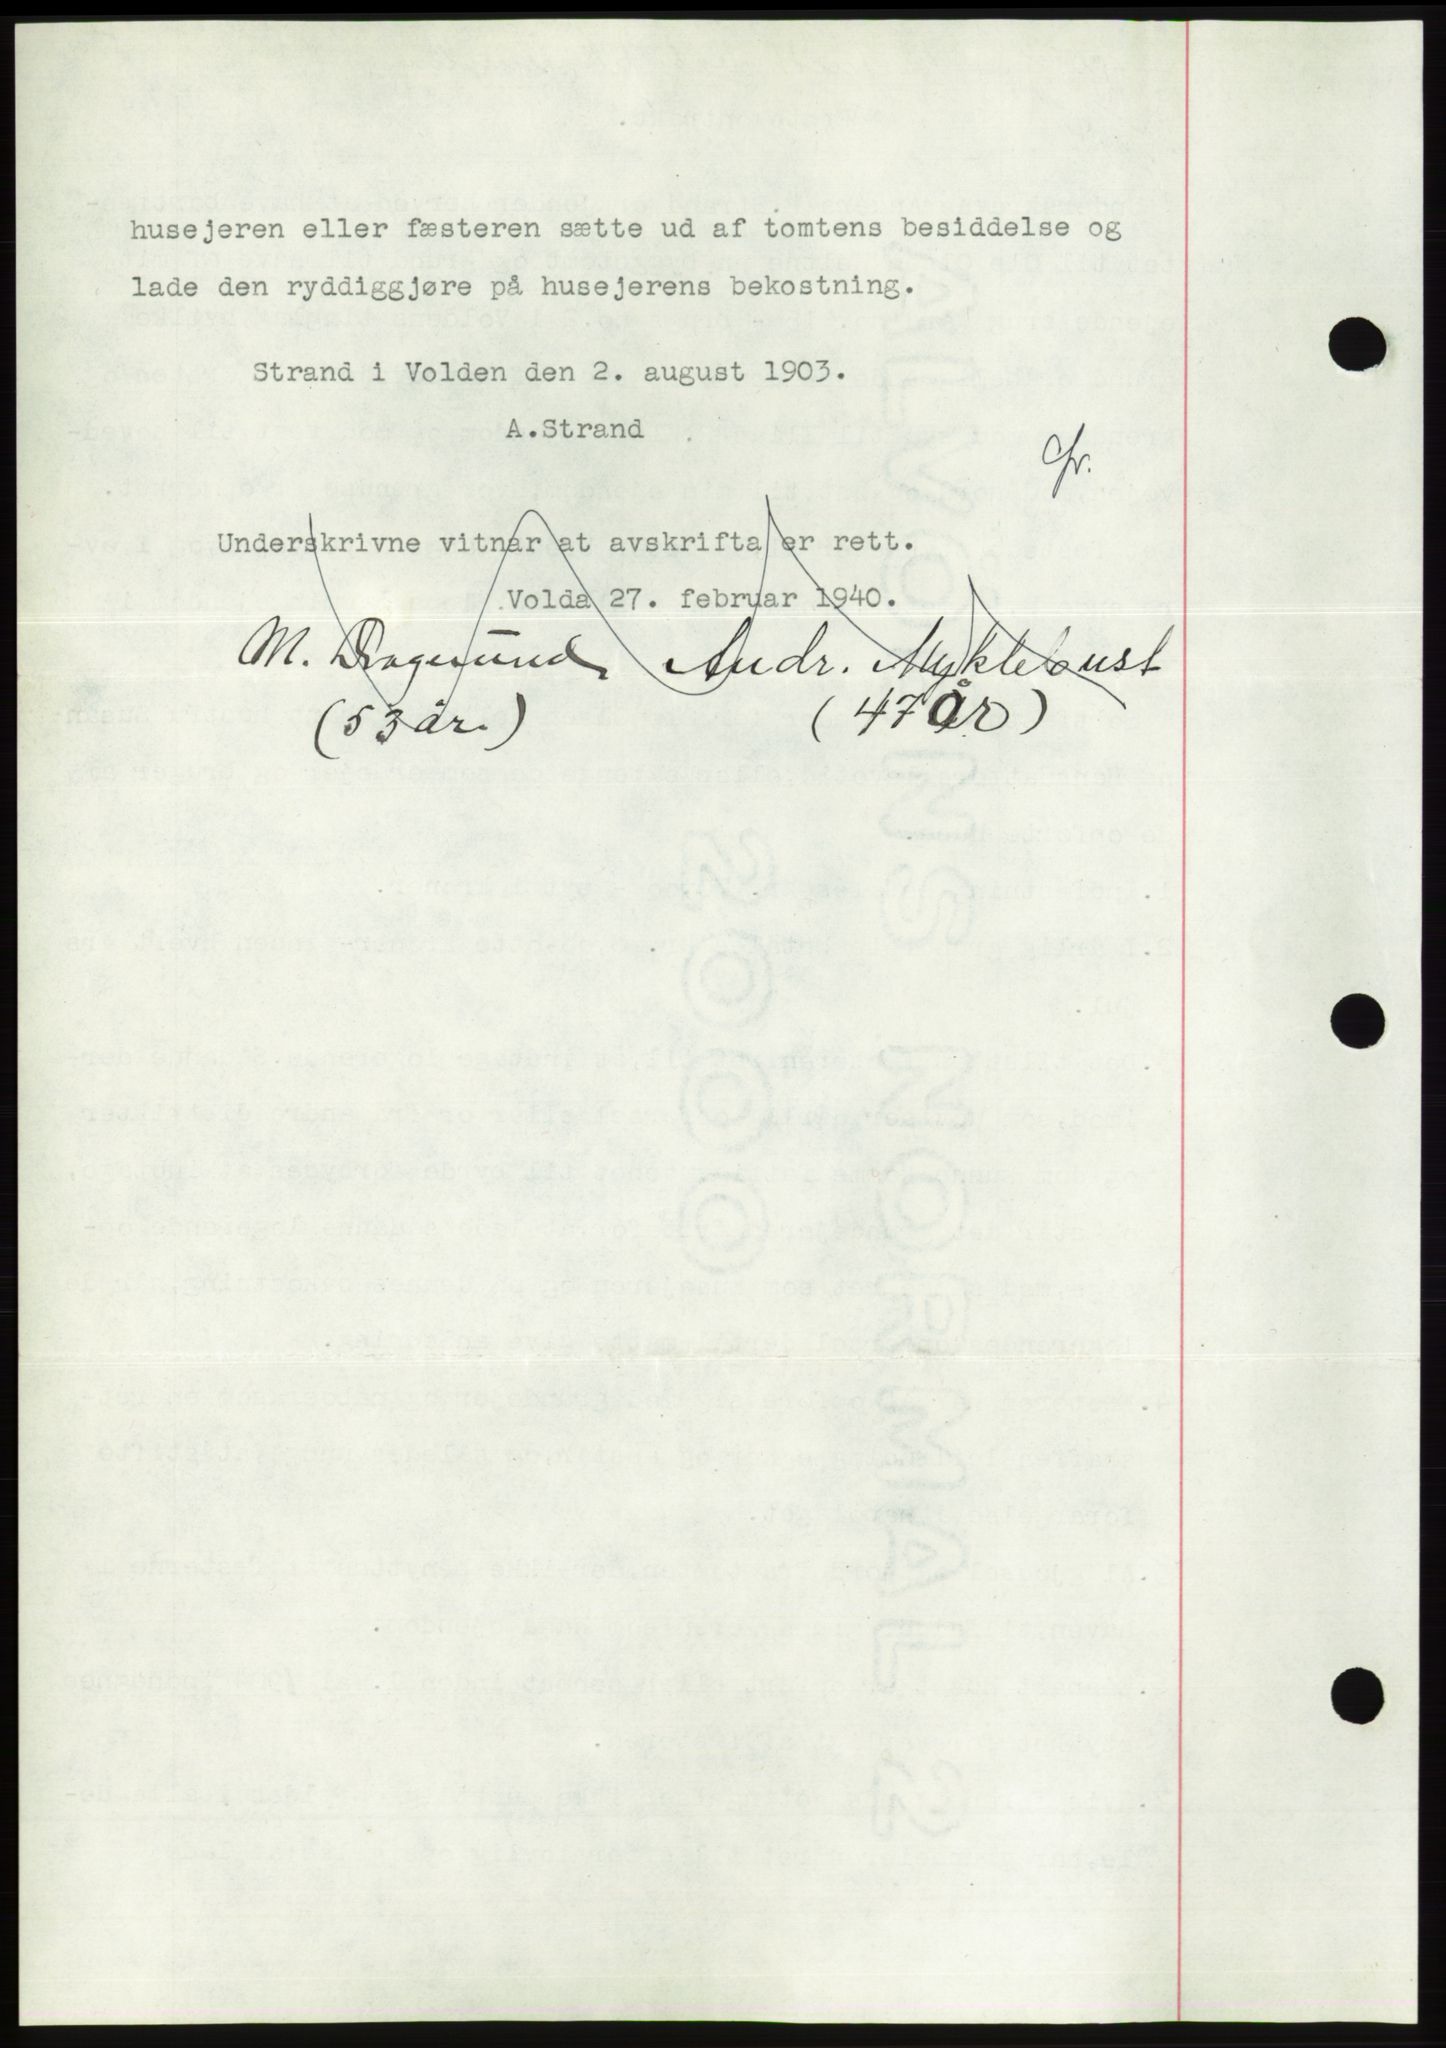 husejeren eller fæsteren sætte ud af tomtens besiddelse og
lade den ryddiggjøre på husejerens bekostning.
Strand i Volden den 2. august 1903.
A.Strand
Underskrivne vitnar at avskrifta er rett.
Volda 27. februar 1940.
M. Dragesund Andr. Myklebust
(53 år.) (47 år)